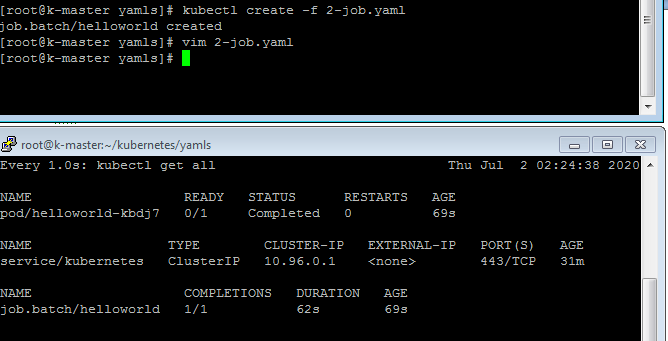 [root@k-master yamls]# kubectl create -f 2-job.yaml
job.batch/helloworld created
[root@k-master yamls]# vim 2-job.yaml
[root@k-master yamls]#
root@k-master:~/kubernetes/yamls
Every 1.0s: kubectl get all Thu Jul 2 02:24:38 2020
NAME READY STATUS RESTARTS AGE
pod/helloworld-kbdj7 0/1 Completed 0 69s
NAME TYPE CLUSTER-IP EXTERNAL-IP PORT(S) AGE
service/kubernetes ClusterIP 10.96.0.1 <none> 443/TCP 31m
NAME COMPLETIONS DURATION AGE
job.batch/helloworld 1/1 62s 69s